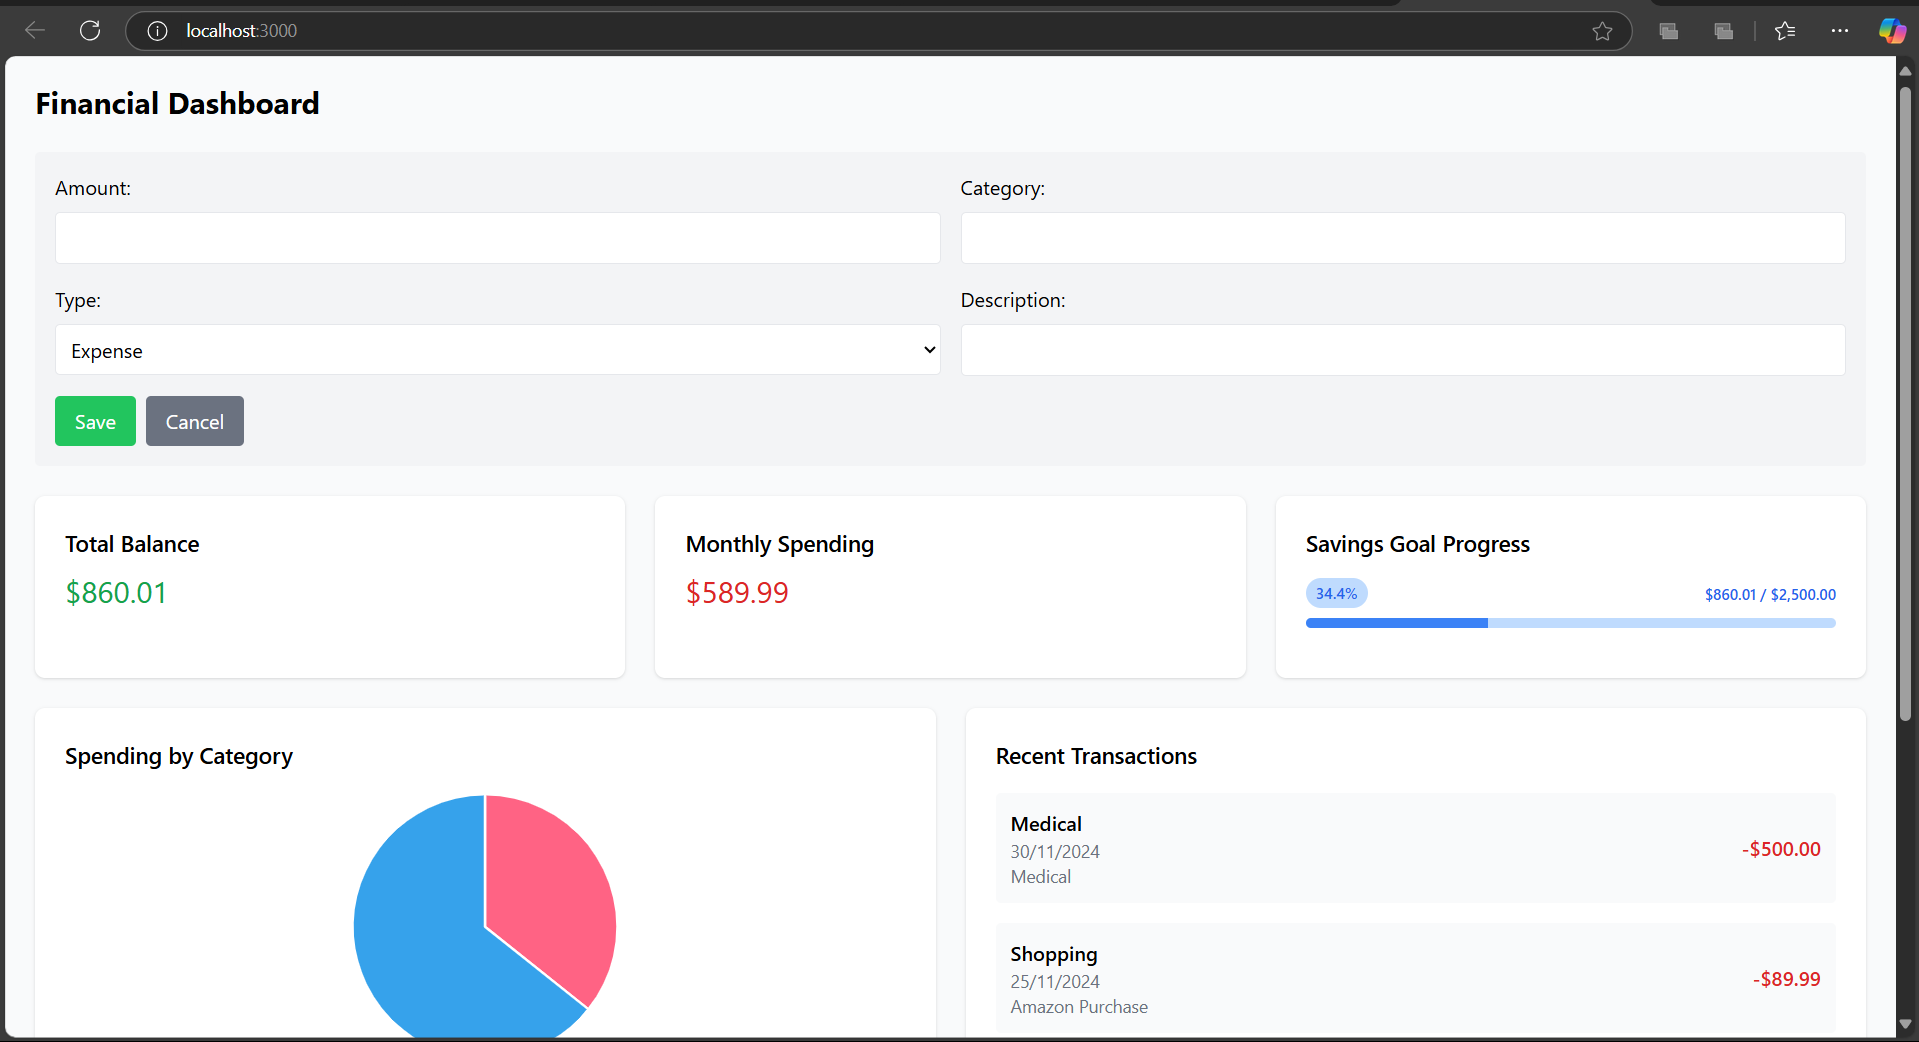 localhost:3000
Financial Dashboard
Amount:
Category:
Type:
Description:
Expense
Save
Cancel
Total Balance
$860.01
Monthly Spending
$589.99
Savings Goal Progress
34.4%
$860.01 / $2,500.00
Spending by Category
Recent Transactions
Medical
30/11/2024
Medical
-$500.00
Shopping
25/11/2024
Amazon Purchase
-$89.99